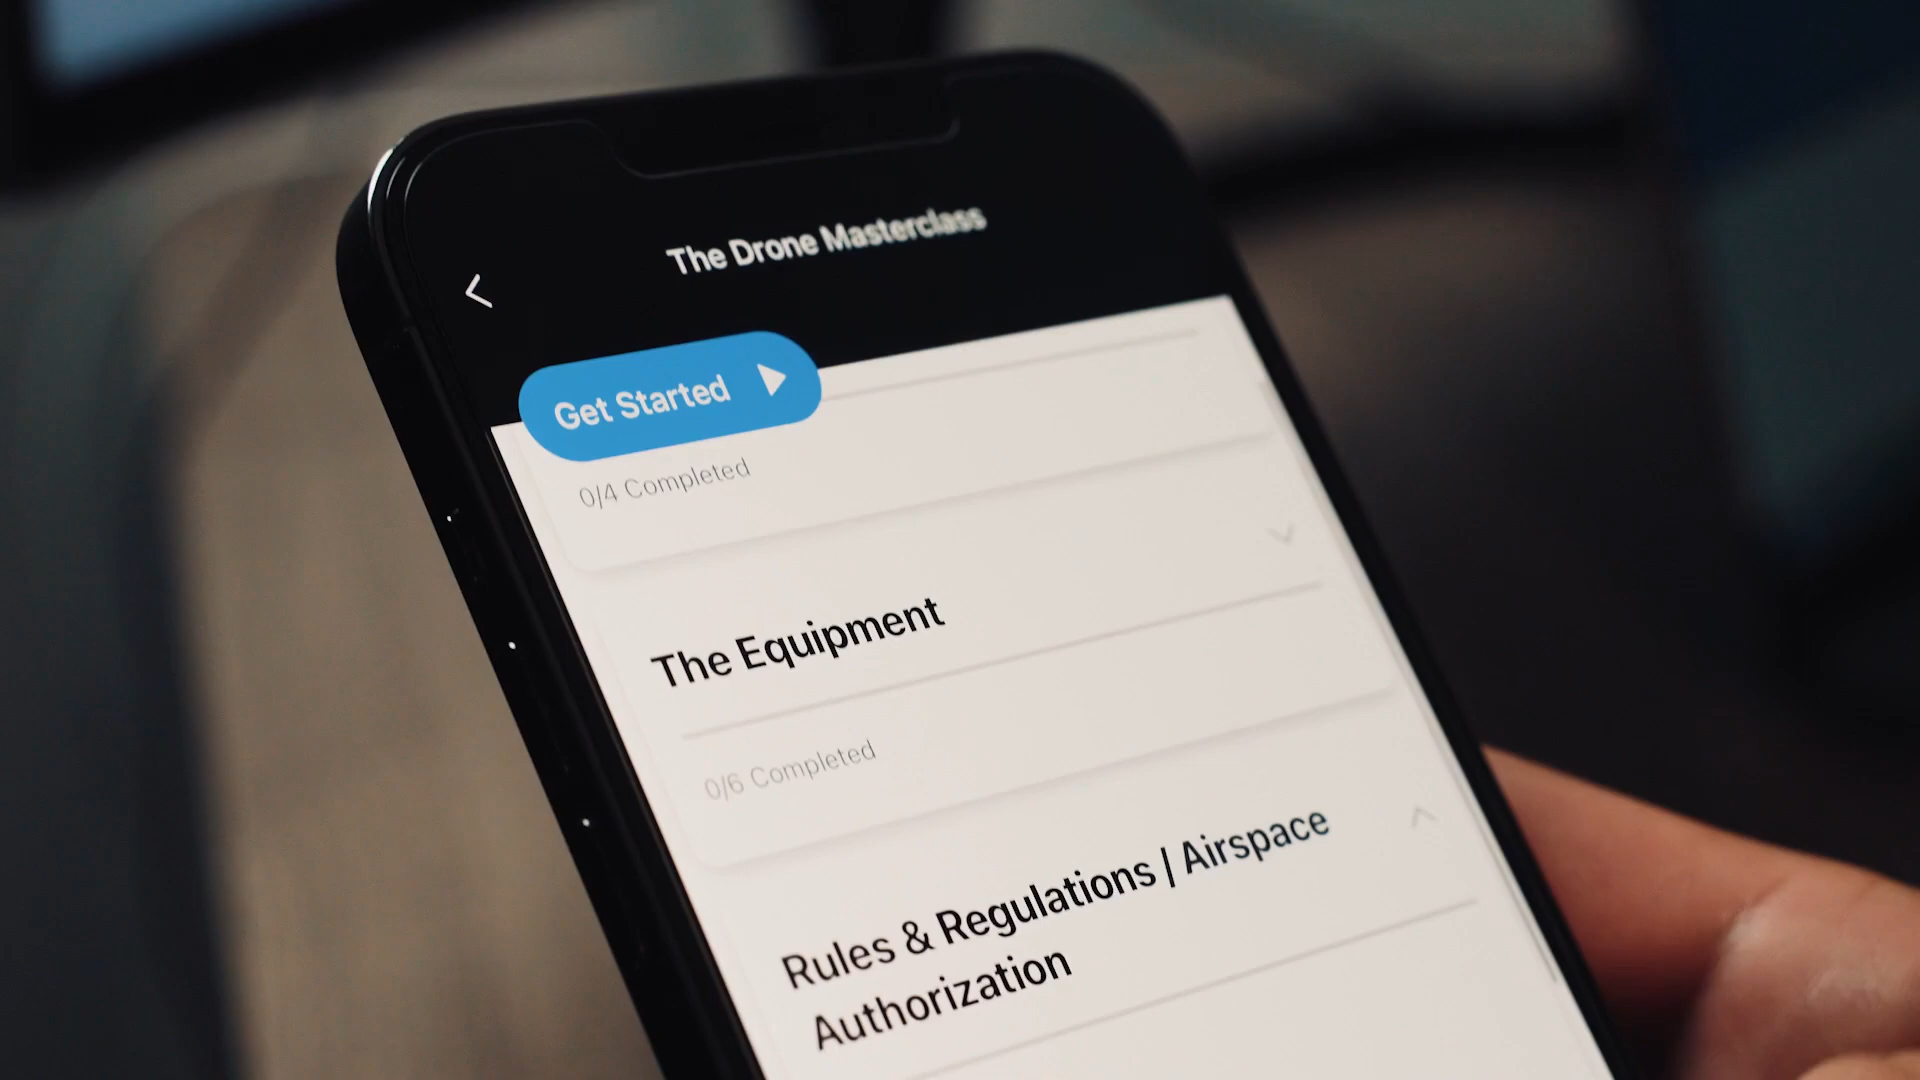 The Drone Masterclass
Get Started
0/4 Completed
The Equipment
0/6 Completed
Rules & Regulations | Airspace
Authorization